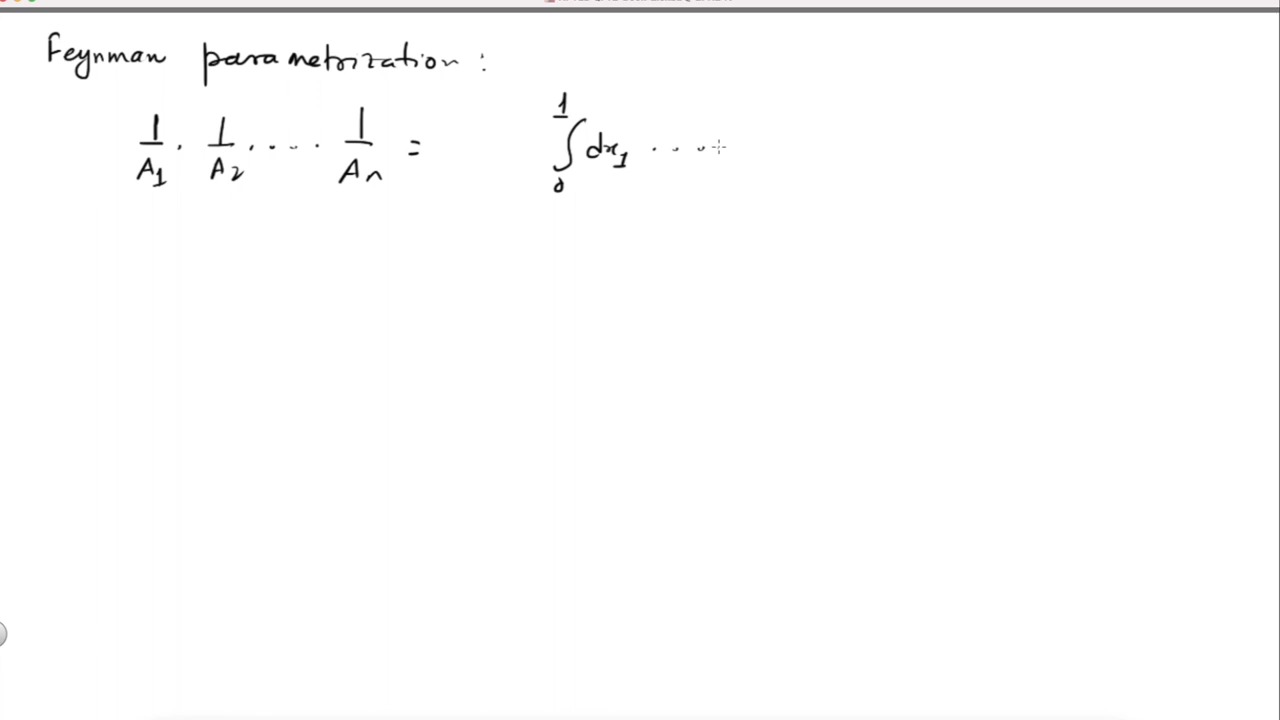 Feynman parametrization :
1/A₁ · 1/A₂ . ... . 1/Aₙ = ∫₀¹ dx₁ ....